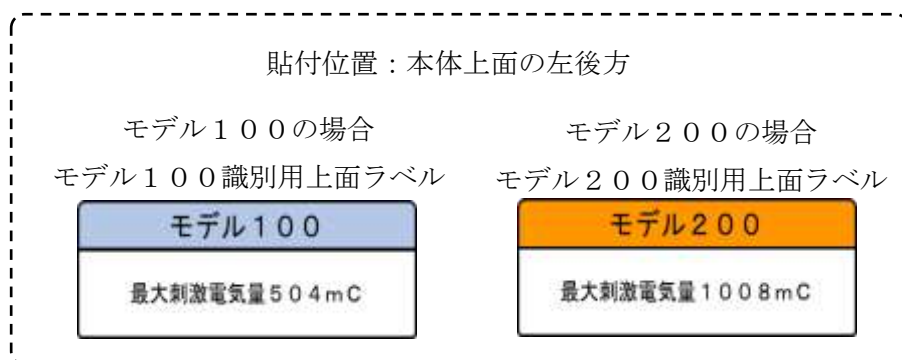 貼付位置：本体上面の左後方
モデル１００の場合
モデル１００識別用上面ラベル
モデル１００
最大刺激電気量５０４ｍＣ
モデル２００の場合
モデル２００識別用上面ラベル
モデル２００
最大刺激電気量１００８ｍＣ